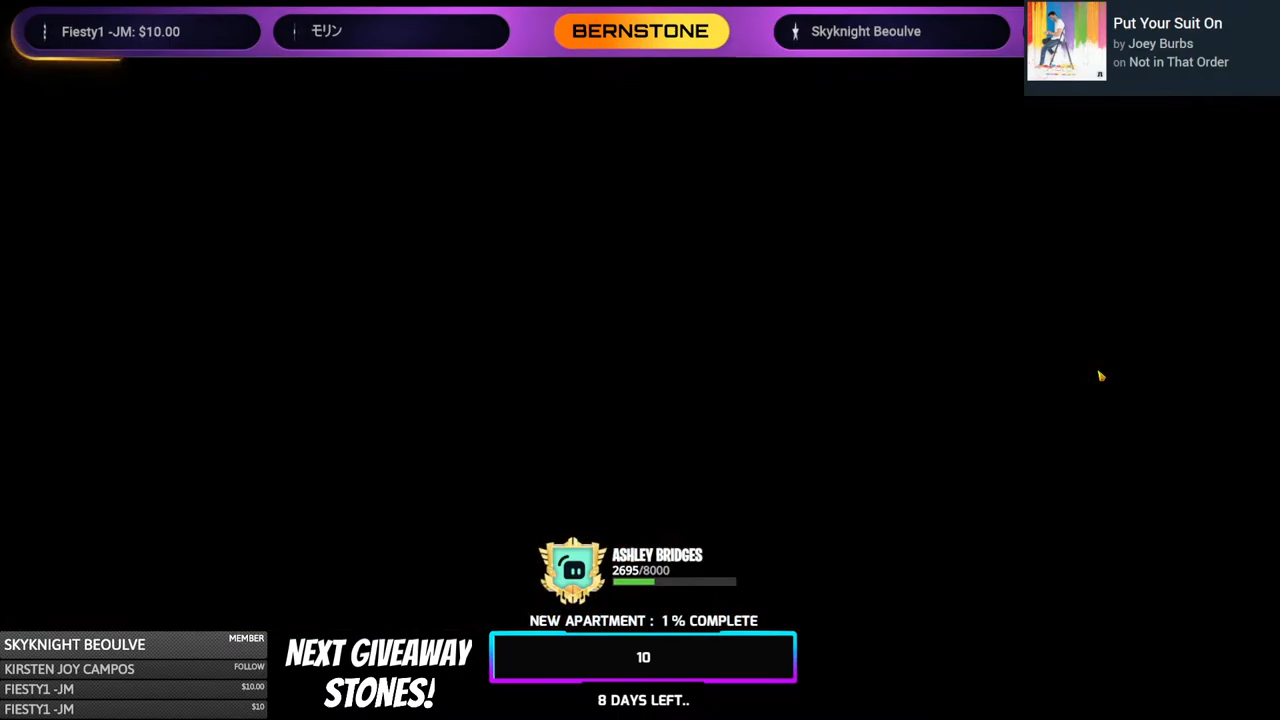 Fiesty1 -JM: $10.00
モリン
BERNSTONE
Skyknight Beoulve
Put Your Suit On
by Joey Burbs
on Not in That Order
ASHLEY BRIDGES
2695/8000
NEW APARTMENT : 1% COMPLETE
10
8 DAYS LEFT..
SKYKNIGHT BEOULVE MEMBER
KIRSTEN JOY CAMPOS FOLLOW
FIESTY1 -JM $10.00
FIESTY1 -JM $10
NEXT GIVEAWAY
STONES!